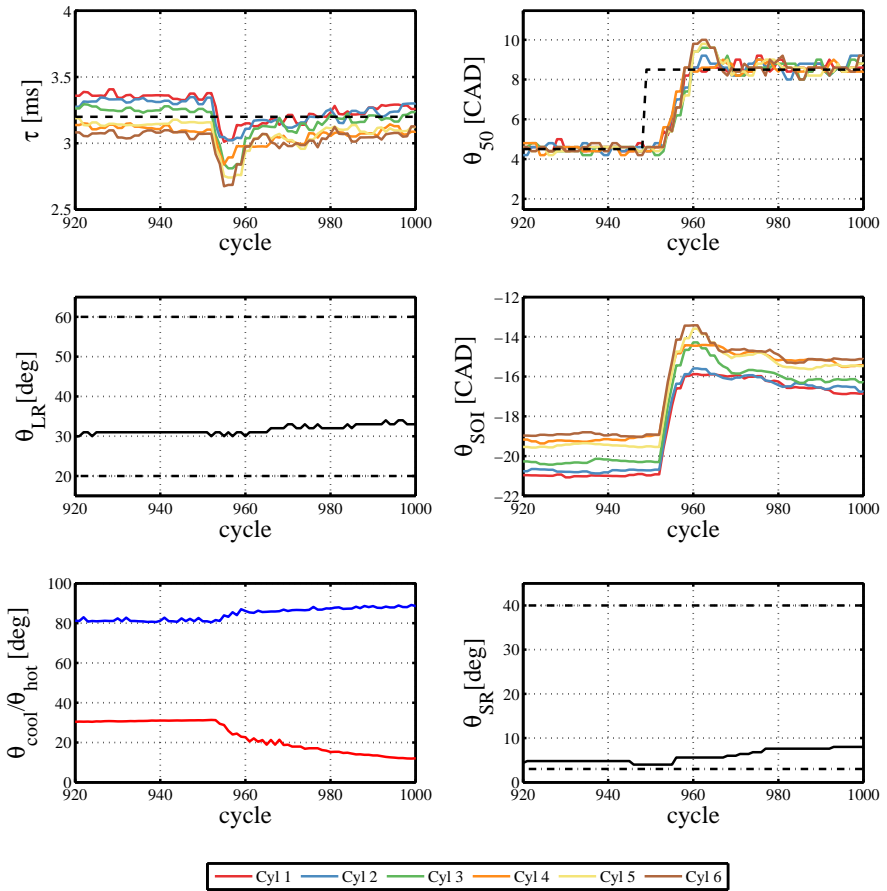 4
3.5
3
2.5
τ [ms]
920 940 960 980 1000
cycle
10
8
6
4
2
θ50 [CAD]
920 940 960 980 1000
cycle
60
50
40
30
20
θLR [deg]
920 940 960 980 1000
cycle
−12
−14
−16
−18
−20
−22
θSOI [CAD]
920 940 960 980 1000
cycle
100
80
60
40
20
0
θcool/θhot [deg]
920 940 960 980 1000
cycle
40
30
20
10
0
θSR [deg]
920 940 960 980 1000
cycle
Cyl 1 Cyl 2 Cyl 3 Cyl 4 Cyl 5 Cyl 6